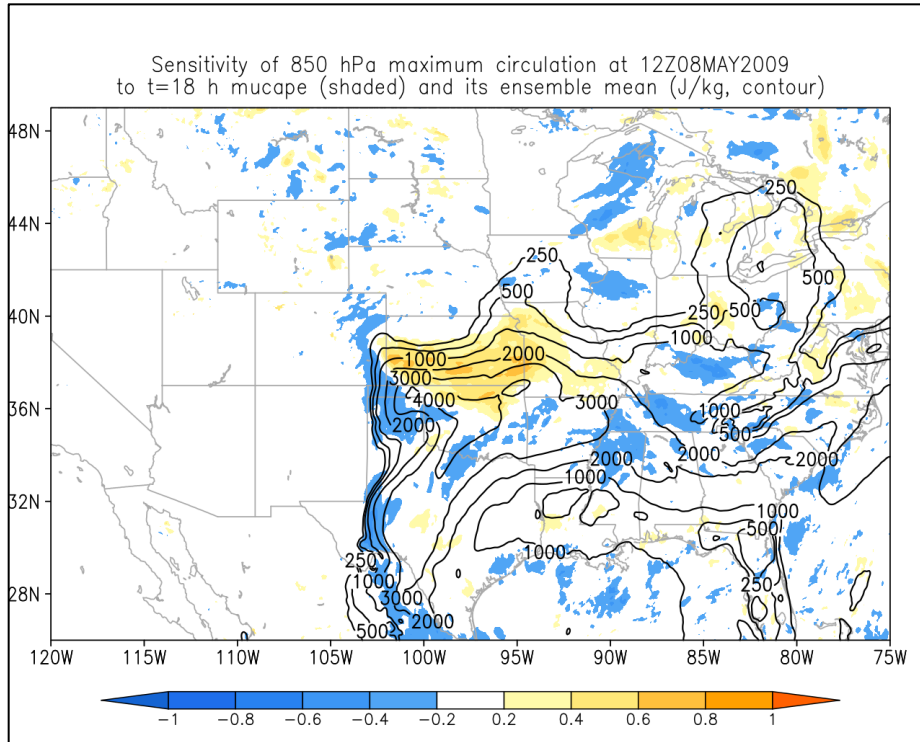 Sensitivity of 850 hPa maximum circulation at 12Z08MAY2009
to t=18 h mucape (shaded) and its ensemble mean (J/kg, contour)
48N
250
44N
250
500
500
250
500
40N
1000
1000
2000
3000
4000
3000
36N
2000
1000
500
2000
2000
2000
1000
32N
1000
500
1000
250
1000
250
3000
28N
2000
500
120W 115W 110W 105W 100W 95W 90W 85W 80W 75W
−1 −0.8 −0.6 −0.4 −0.2 0.2 0.4 0.6 0.8 1